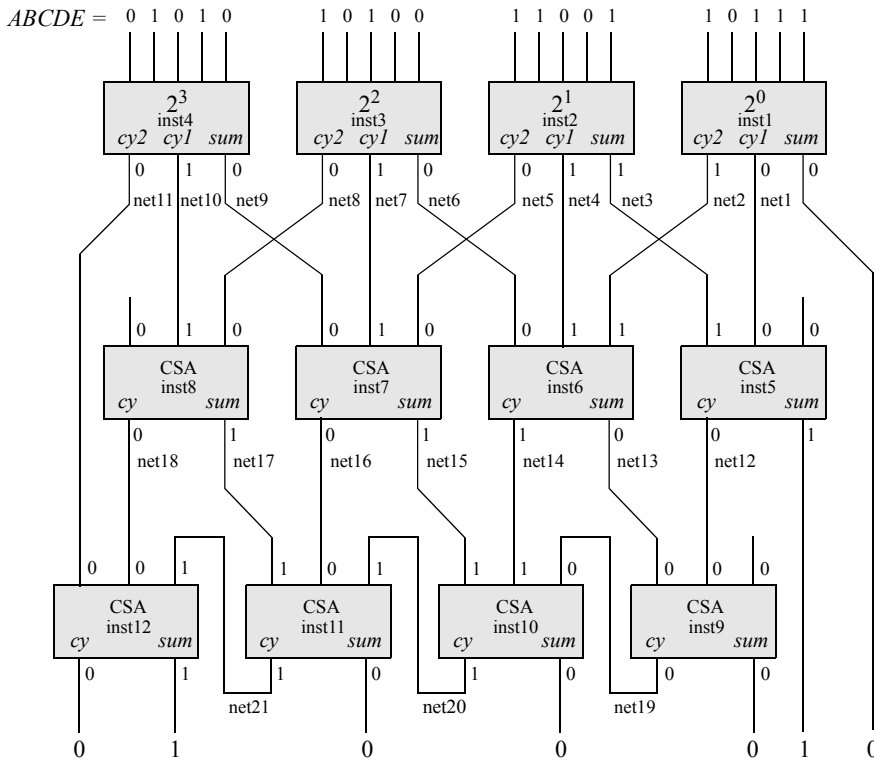 ABCDE = 0 1 0 1 0 1 0 1 0 0 1 1 0 0 1 1 0 1 1 1
2^3 2^2 2^1 2^0
inst4 inst3 inst2 inst1
cy2 cy1 sum cy2 cy1 sum cy2 cy1 sum cy2 cy1 sum
0 1 0 0 1 0 0 1 1 1 0 0
net11 net10 net9 net8 net7 net6 net5 net4 net3 net2 net1
0 1 0 0 1 0 0 1 1 1 0 0
CSA CSA CSA CSA
inst8 inst7 inst6 inst5
cy sum cy sum cy sum cy sum
0 1 0 1 1 0 0 1
net18 net17 net16 net15 net14 net13 net12
0 0 1 1 0 1 1 1 0 0 0 0
CSA CSA CSA CSA
inst12 inst11 inst10 inst9
cy sum cy sum cy sum cy sum
0 1 1 0 1 0 0 0
net21 net20 net19
0 1 0 0 0 1 0